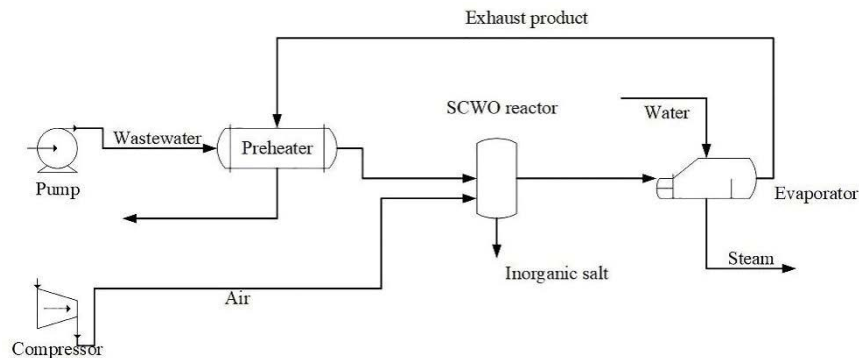 Exhaust product
SCWO reactor
Water
Wastewater
Preheater
Pump
Evaporator
Steam
Inorganic salt
Air
Compressor